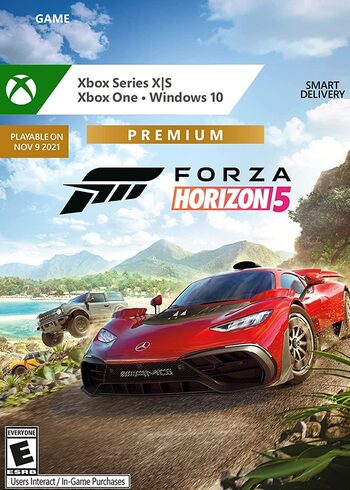 GAME
Xbox Series X|S
Xbox One • Windows 10
SMART
DELIVERY
PLAYABLE ON
NOV 9 2021
PREMIUM
FORZA
HORIZON 5
AMG
EVERYONE
E
ESRB
Users Interact / In-Game Purchases